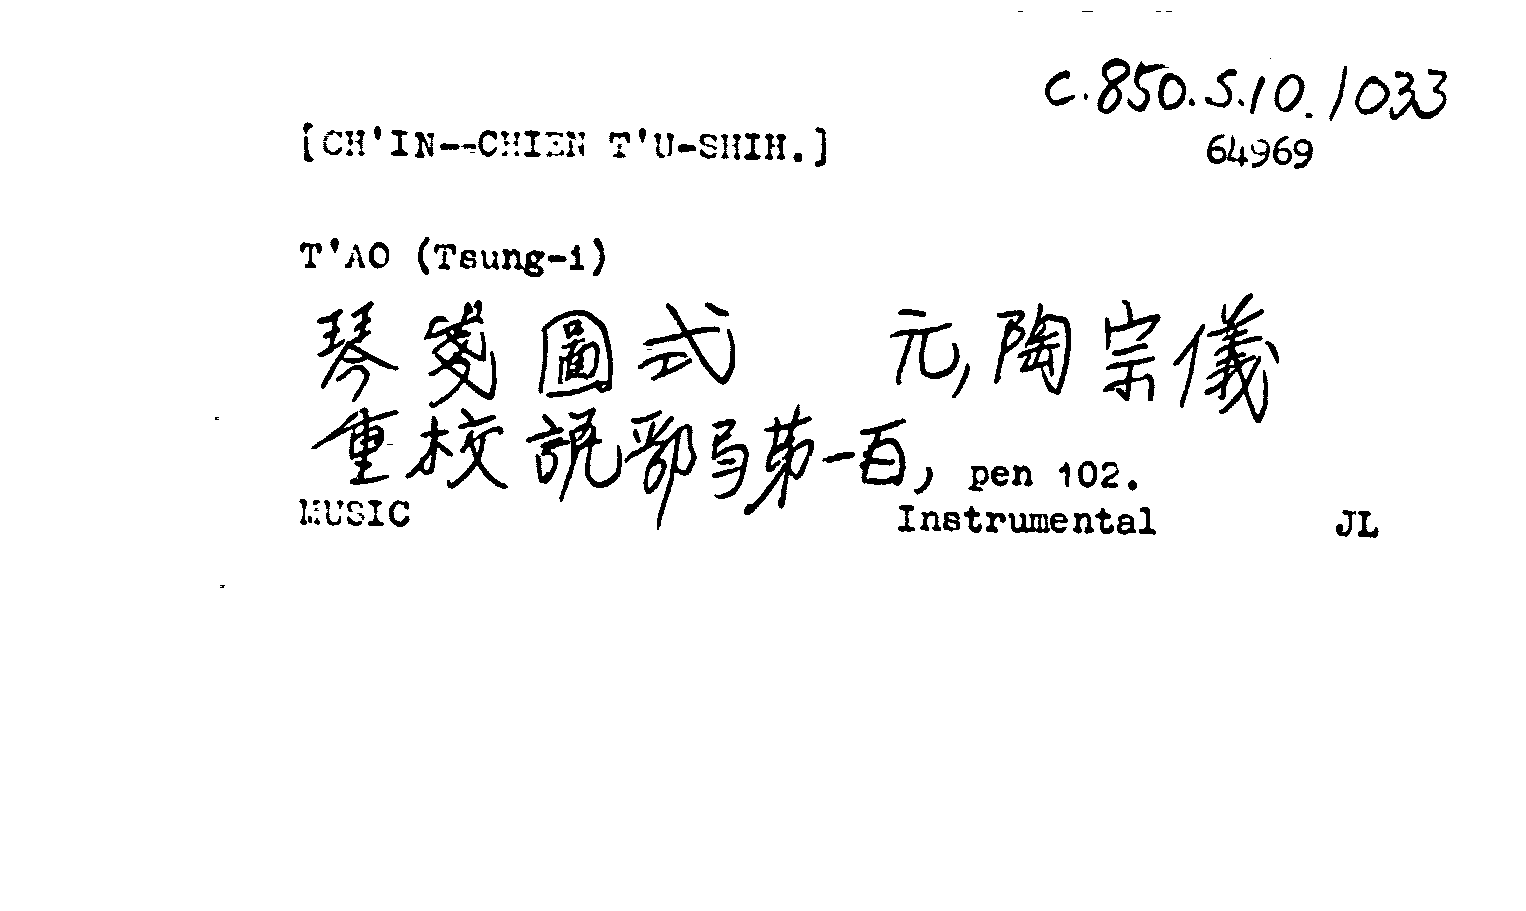 C.850.S.10./033
[CH'IN--CHIEN T'U-SHIH.]
64969
T'AO (Tsung-i)
琴箋圖式 元,陶宗儀
重校說郛弓第一百, pen 102.
MUSIC Instrumental JL